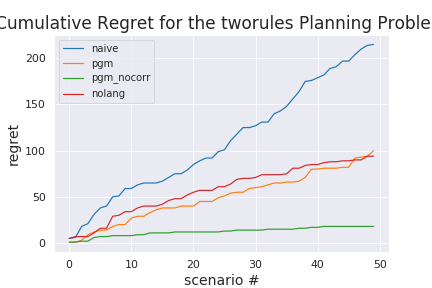 Cumulative Regret for the tworules Planning Proble
naive
pgm
pgm_nocorr
nolang
regret
200
150
100
50
0
0 10 20 30 40 50
scenario #